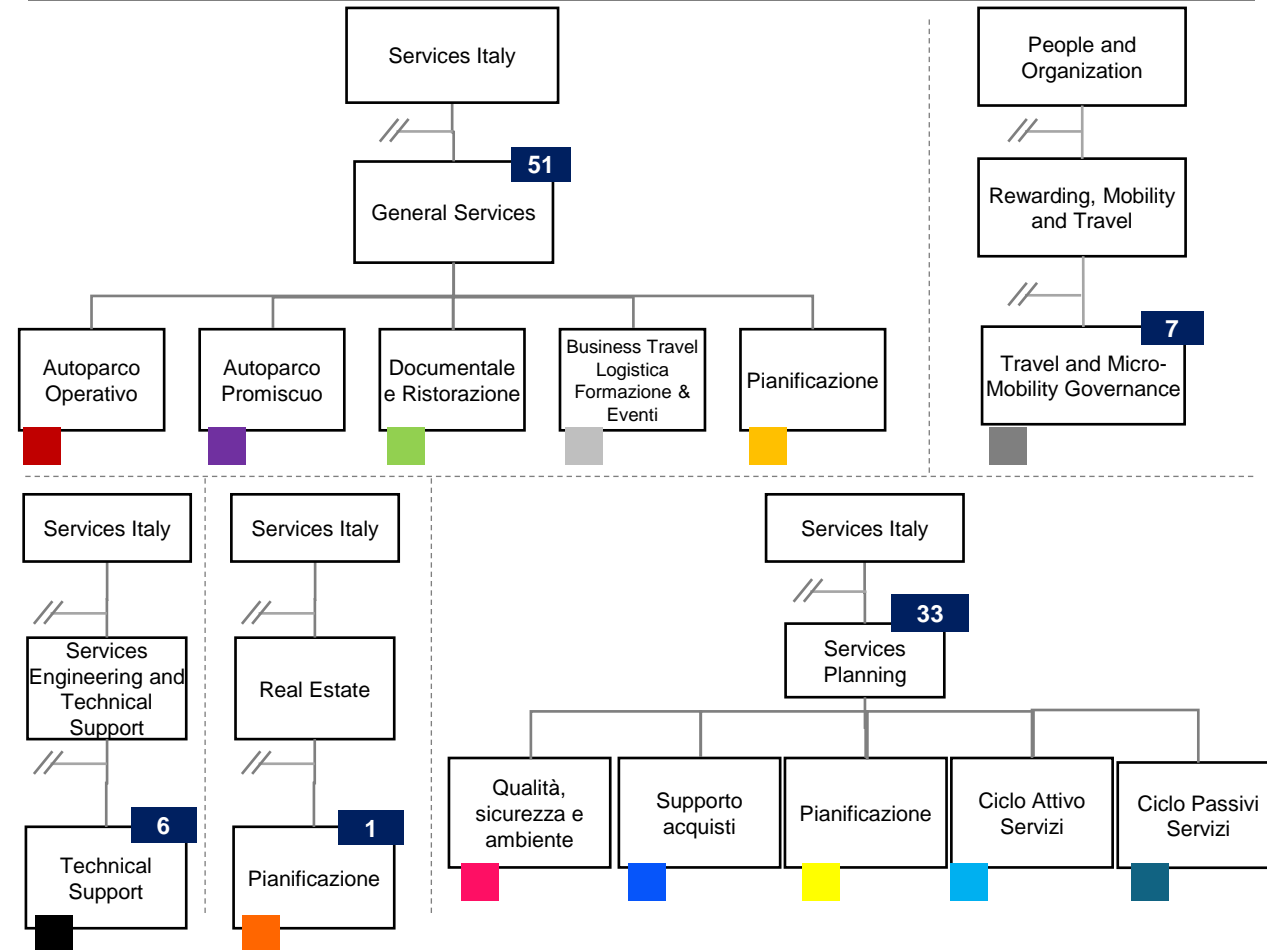 Services Italy
51
General Services
Autoparco
Operativo
Autoparco
Promiscuo
Documentale
e Ristorazione
Business Travel
Logistica
Formazione &
Eventi
Pianificazione
People and
Organization
Rewarding, Mobility
and Travel
7
Travel and Micro-
Mobility Governance
Services Italy
Services
Engineering and
Technical
Support
6
Technical
Support
Services Italy
Real Estate
1
Pianificazione
Services Italy
33
Services
Planning
Qualità,
sicurezza e
ambiente
Supporto
acquisti
Pianificazione
Ciclo Attivo
Servizi
Ciclo Passivi
Servizi